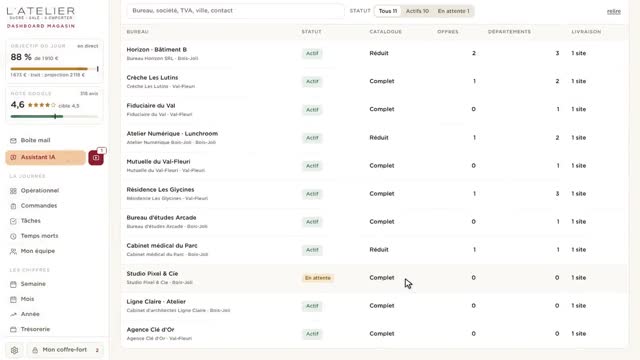 L'ATELIER
SUCRE · SALÉ · À EMPORTER
DASHBOARD MAGASIN
OBJECTIF DU JOUR en direct
88 % de 1 910 €
NOTE GOOGLE 318 avis
4,6 ★★★★☆ cible 4,5
Boîte mail
Assistant IA
1
LA JOURNÉE
Opérationnel
Commandes
Tâches
Temps morts
Mon équipe
LES CHIFFRES
Semaine
Mois
Année
Trésorerie
Mon coffre-fort 2
Bureau, société, TVA, ville, contact
STATUT Tous 11 Actifs 10 En attente 1
relire
BUREAU STATUT CATALOGUE OFFRES DÉPARTEMENTS LIVRAISON
Horizon · Bâtiment B Actif Réduit 2 3 1 site
Bureau Horizon SRL · Bois-Joli
Crèche Les Lutins Actif Complet 1 2 1 site
Crèche Les Lutins · Val-Fleuri
Fiduciaire du Val Actif Complet 0 1 1 site
Fiduciaire du Val · Val-Fleuri
Atelier Numérique · Lunchroom Actif Réduit 1 2 1 site
Atelier Numérique Bois-Joli · Bois-Joli
Mutuelle du Val-Fleuri Actif Complet 0 1 1 site
Mutuelle du Val-Fleuri · Val-Fleuri
Résidence Les Glycines Actif Complet 1 3 1 site
Résidence Les Glycines · Val-Fleuri
Bureau d'études Arcade Actif Complet 0 1 1 site
Bureau d'études Arcade · Bois-Joli
Cabinet médical du Parc Actif Réduit 1 1 1 site
Cabinet médical du Parc · Bois-Joli
Studio Pixel & Cie En attente Complet 0 0 1 site
Studio Pixel & Cie · Bois-Joli
Ligne Claire · Atelier Actif Complet 0 0 1 site
Cabinet d'architectes Ligne Claire · Bois-Joli
Agence Clé d'Or Actif Complet 0 0 1 site
Agence Clé d'Or · Val-Fleuri